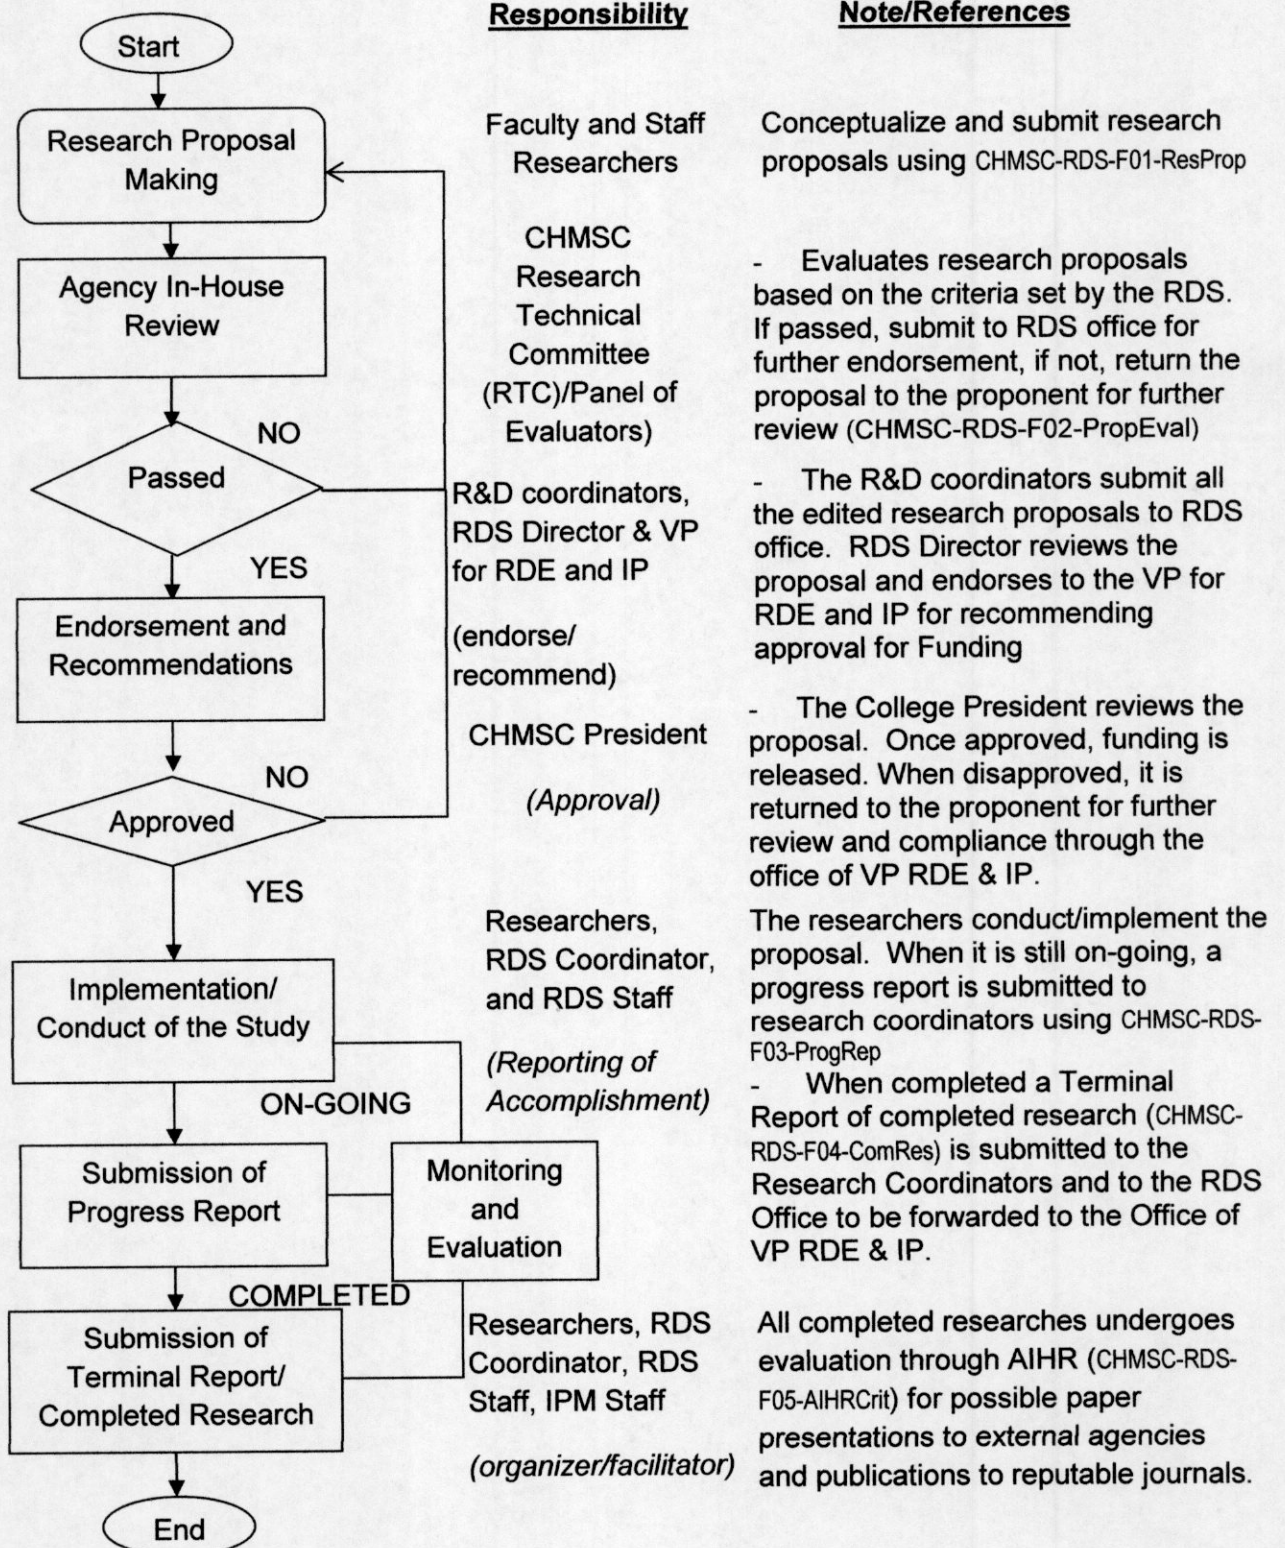 Responsibility
Note/References
Start
Research Proposal
Making
Faculty and Staff
Researchers
Conceptualize and submit research
proposals using CHMSC-RDS-F01-ResProp
Agency In-House
Review
CHMSC
Research
Technical
Committee
(RTC)/Panel of
Evaluators)
- Evaluates research proposals
based on the criteria set by the RDS.
If passed, submit to RDS office for
further endorsement, if not, return the
proposal to the proponent for further
review (CHMSC-RDS-F02-PropEval)
NO
Passed
YES
R&D coordinators,
RDS Director & VP
for RDE and IP
(endorse/
recommend)
- The R&D coordinators submit all
the edited research proposals to RDS
office. RDS Director reviews the
proposal and endorses to the VP for
RDE and IP for recommending
approval for Funding
Endorsement and
Recommendations
CHMSC President
(Approval)
- The College President reviews the
proposal. Once approved, funding is
released. When disapproved, it is
returned to the proponent for further
review and compliance through the
office of VP RDE & IP.
NO
Approved
YES
Researchers,
RDS Coordinator,
and RDS Staff
(Reporting of
Accomplishment)
The researchers conduct/implement the
proposal. When it is still on-going, a
progress report is submitted to
research coordinators using CHMSC-RDS-
F03-ProgRep
- When completed a Terminal
Report of completed research (CHMSC-
RDS-F04-ComRes) is submitted to the
Research Coordinators and to the RDS
Office to be forwarded to the Office of
VP RDE & IP.
Implementation/
Conduct of the Study
ON-GOING
Submission of
Progress Report
Monitoring
and
Evaluation
COMPLETED
Submission of
Terminal Report/
Completed Research
Researchers, RDS
Coordinator, RDS
Staff, IPM Staff
(organizer/facilitator)
All completed researches undergoes
evaluation through AIHR (CHMSC-RDS-
F05-AIHRCrit) for possible paper
presentations to external agencies
and publications to reputable journals.
End